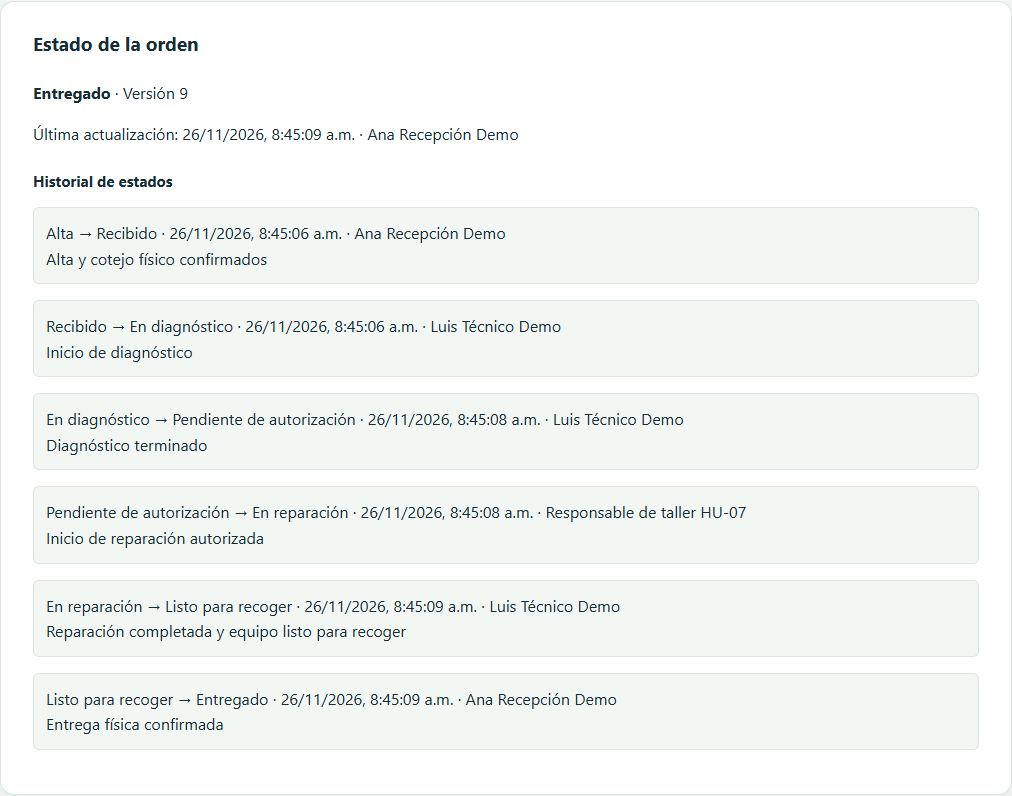 Estado de la orden
Entregado · Versión 9
Última actualización: 26/11/2026, 8:45:09 a.m. · Ana Recepción Demo
Historial de estados
Alta → Recibido · 26/11/2026, 8:45:06 a.m. · Ana Recepción Demo
Alta y cotejo físico confirmados
Recibido → En diagnóstico · 26/11/2026, 8:45:06 a.m. · Luis Técnico Demo
Inicio de diagnóstico
En diagnóstico → Pendiente de autorización · 26/11/2026, 8:45:08 a.m. · Luis Técnico Demo
Diagnóstico terminado
Pendiente de autorización → En reparación · 26/11/2026, 8:45:08 a.m. · Responsable de taller HU-07
Inicio de reparación autorizada
En reparación → Listo para recoger · 26/11/2026, 8:45:09 a.m. · Luis Técnico Demo
Reparación completada y equipo listo para recoger
Listo para recoger → Entregado · 26/11/2026, 8:45:09 a.m. · Ana Recepción Demo
Entrega física confirmada